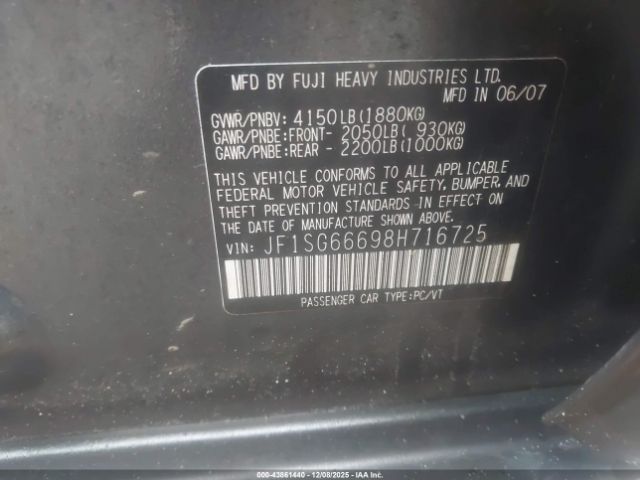 MFD BY FUJI HEAVY INDUSTRIES LTD.
MFD IN 06/07
GVWR/PNBV: 4150LB(1880KG)
GAWR/PNBE:FRONT- 2050LB( 930KG)
GAWR/PNBE:REAR - 2200LB(1000KG)
THIS VEHICLE CONFORMS TO ALL APPLICABLE
FEDERAL MOTOR VEHICLE SAFETY, BUMPER, AND
THEFT PREVENTION STANDARDS IN EFFECT ON
THE DATE OF MANUFACTURE SHOWN ABOVE.
VIN: JF1SG66698H716725
PASSENGER CAR TYPE:PC/VT
000-43861440 - 12/08/2025 - IAAI.COM